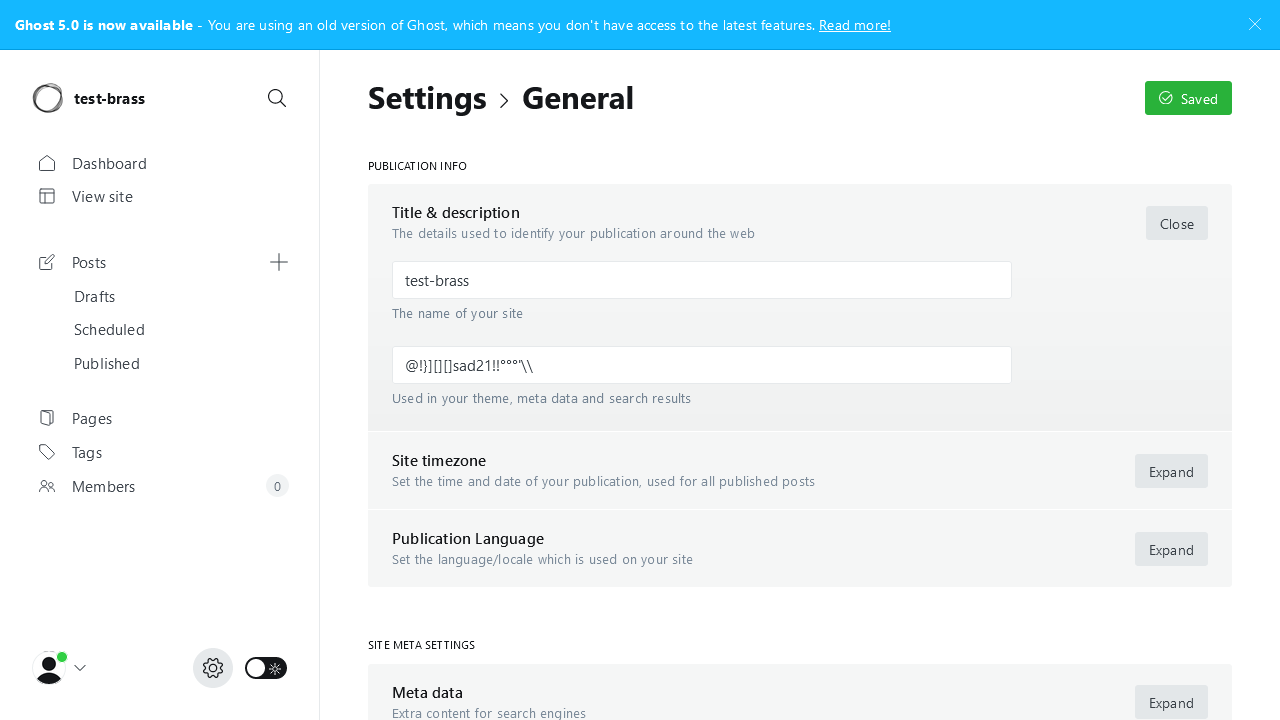 Ghost 5.0 is now available - You are using an old version of Ghost, which means you don't have access to the latest features. Read more!
test-brass
Dashboard
View site
Posts
Drafts
Scheduled
Published
Pages
Tags
Members
0
Settings > General
Saved
PUBLICATION INFO
Title & description
The details used to identify your publication around the web
Close
test-brass
The name of your site
@!}][][]sad21!!°°°'\\
Used in your theme, meta data and search results
Site timezone
Set the time and date of your publication, used for all published posts
Expand
Publication Language
Set the language/locale which is used on your site
Expand
SITE META SETTINGS
Meta data
Extra content for search engines
Expand